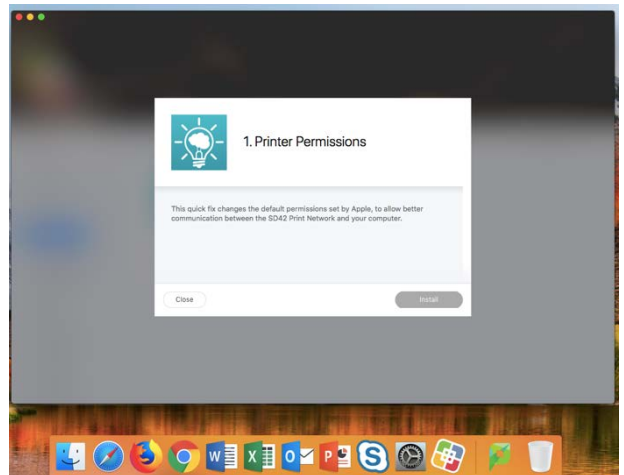 1. Printer Permissions
This quick fix changes the default permissions set by Apple, to allow better
communication between the SD42 Print Network and your computer.
Close
Install
W
X
O
P
S